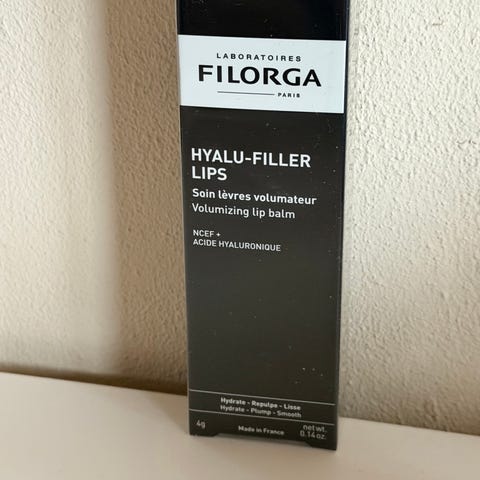 LABORATOIRES
FILORGA
PARIS
HYALU-FILLER
LIPS
Soin lèvres volumateur
Volumizing lip balm
NCEF +
ACIDE HYALURONIQUE
Hydrate - Repulpe - Lisse
Hydrate - Plump - Smooth
4g
Made in France
net wt.
0.14 oz.